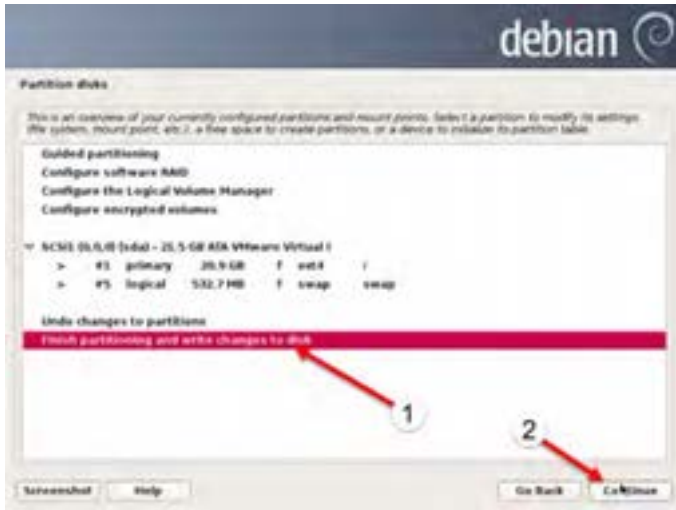 debian
Partition disks
This is an overview of your currently configured partitions and mount points. Select a partition to modify its settings
(file system, mount point, etc.), a free space to create partitions, or a device to initialize its partition table.
Guided partitioning
Configure software RAID
Configure the Logical Volume Manager
Configure encrypted volumes
SCSI1 (0,0,0) (sda) - 21.5 GB ATA VMware Virtual I
> #1 primary 20.9 GB f ext4 /
> #5 logical 532.7 MB f swap swap
Undo changes to partitions
Finish partitioning and write changes to disk
1
2
Screenshot
Help
Go Back
Continue